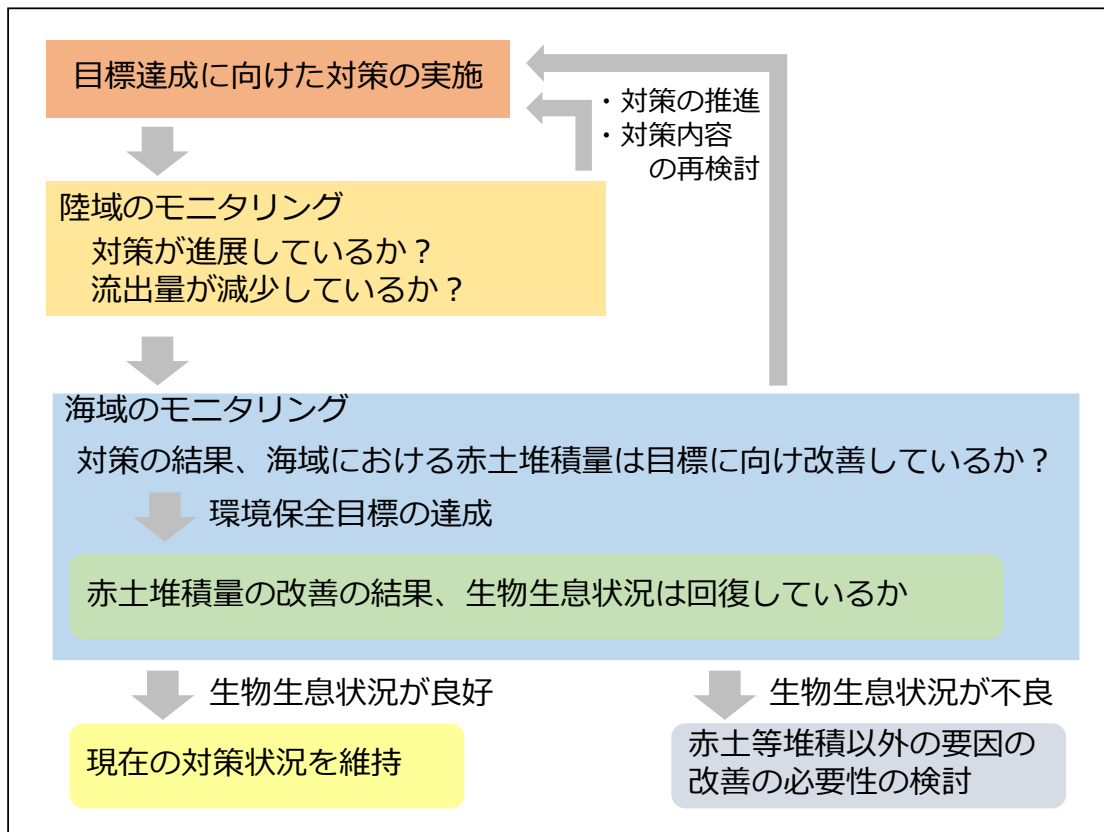 目標達成に向けた対策の実施
・対策の推進
・対策内容
の再検討
陸域のモニタリング
対策が進展しているか？
流出量が減少しているか？
海域のモニタリング
対策の結果、海域における赤土堆積量は目標に向け改善しているか？
環境保全目標の達成
赤土堆積量の改善の結果、生物生息状況は回復しているか
生物生息状況が良好
生物生息状況が不良
現在の対策状況を維持
赤土等堆積以外の要因の
改善の必要性の検討